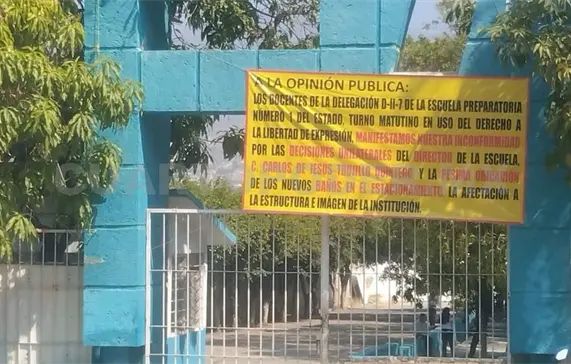 A LA OPINIÓN PUBLICA:
LOS DOCENTES DE LA DELEGACIÓN D-II-7 DE LA ESCUELA PREPARATORIA
NÚMERO 1 DEL ESTADO, TURNO MATUTINO EN USO DEL DERECHO A
LA LIBERTAD DE EXPRESIÓN, MANIFESTAMOS NUESTRA INCONFORMIDAD
POR LAS DECISIONES UNILATERALES DEL DIRECTOR DE LA ESCUELA,
C. CARLOS DE JESUS TRUJILLO Y LA PESIMA UBICACIÓN
DE LOS NUEVOS BAÑOS EN EL ESTACIONAMIENTO. LA AFECTACIÓN A
LA ESTRUCTURA E IMAGEN DE LA INSTITUCIÓN.